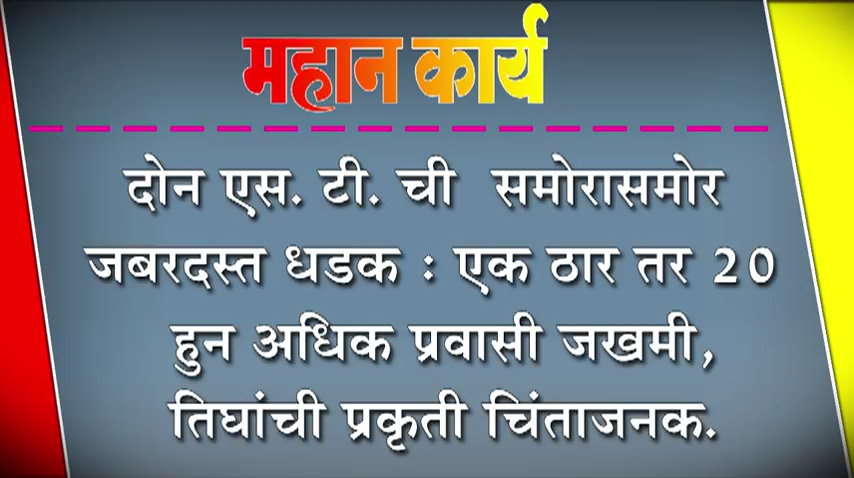 महान कार्य
दोन एस. टी. ची समोरासमोर
जबरदस्त धडक : एक ठार तर 20
हुन अधिक प्रवासी जखमी,
तिघांची प्रकृती चिंताजनक.